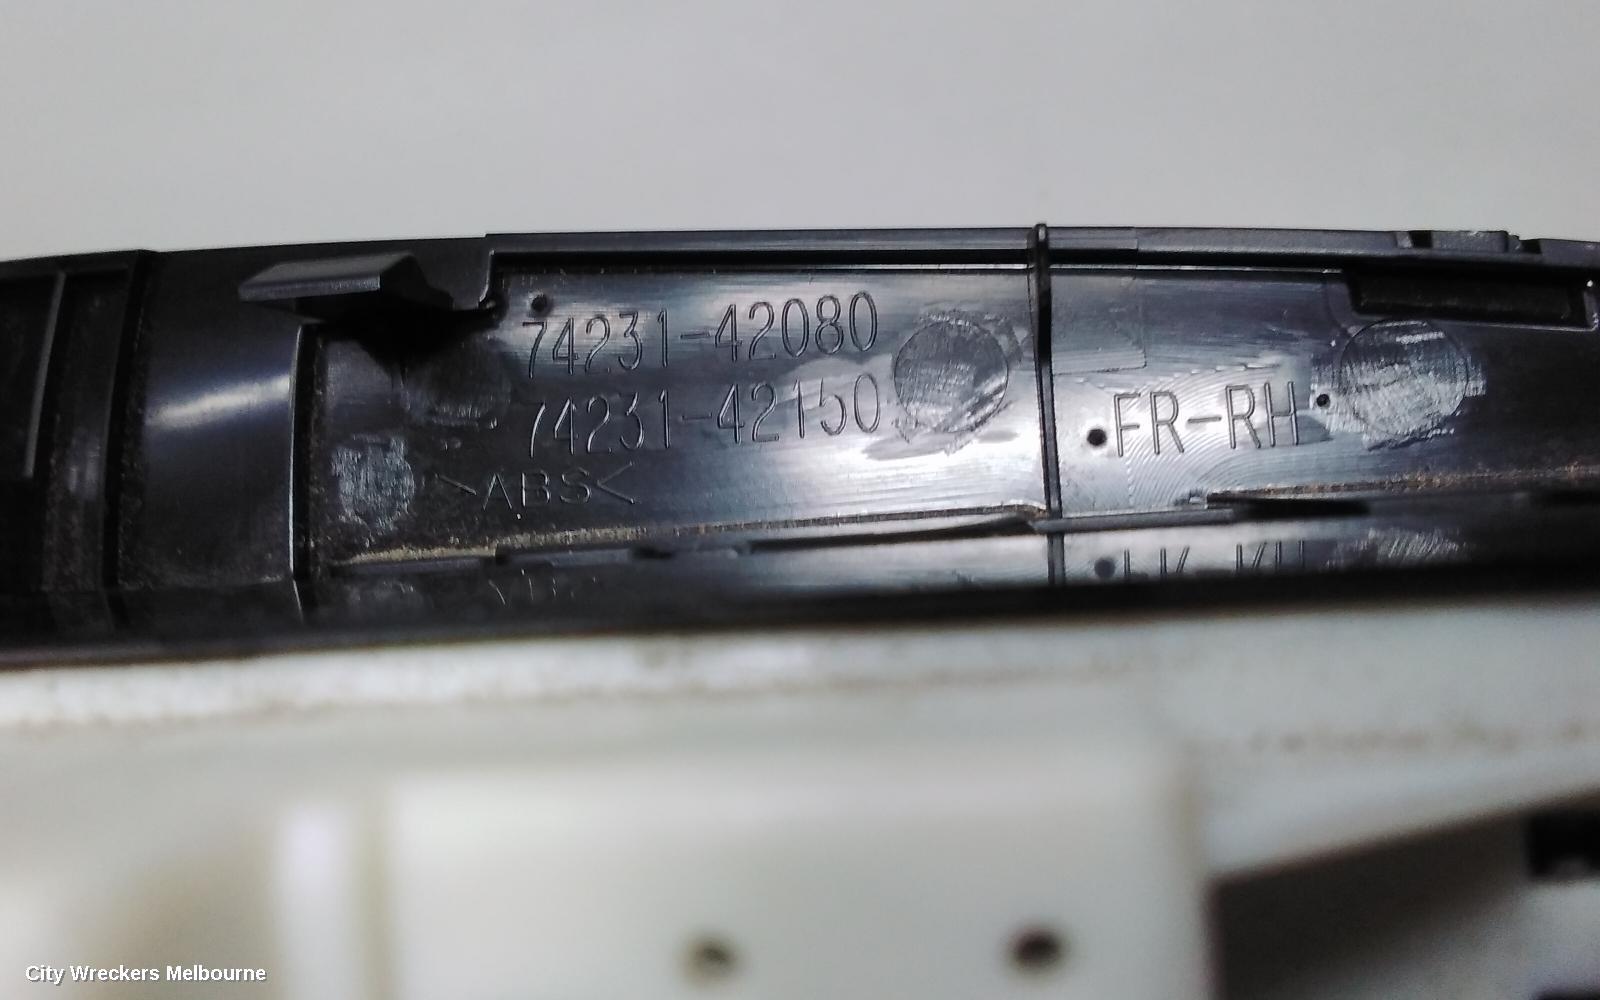 74231-42080
74231-42150
>ABS<
FR-RH
City Wreckers Melbourne